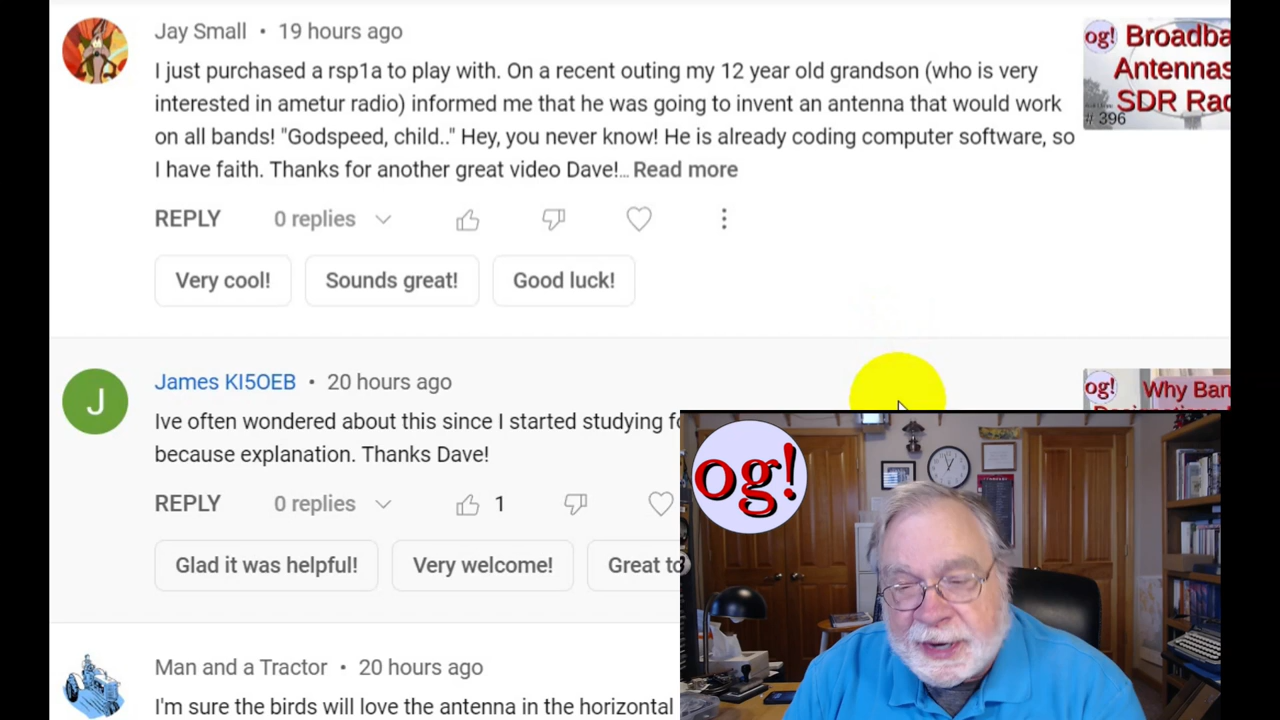 Jay Small • 19 hours ago
I just purchased a rsp1a to play with. On a recent outing my 12 year old grandson (who is very
interested in ametur radio) informed me that he was going to invent an antenna that would work
on all bands! "Godspeed, child.." Hey, you never know! He is already coding computer software, so
I have faith. Thanks for another great video Dave!... Read more
REPLY 0 replies
Very cool! Sounds great! Good luck!
og! Broadba
Antennas
SDR Rad
# 396
J
James KI5OEB • 20 hours ago
Ive often wondered about this since I started studying fo
because explanation. Thanks Dave!
REPLY 0 replies 1
Glad it was helpful! Very welcome! Great to
og! Why Ban
og!
Man and a Tractor • 20 hours ago
I'm sure the birds will love the antenna in the horizontal